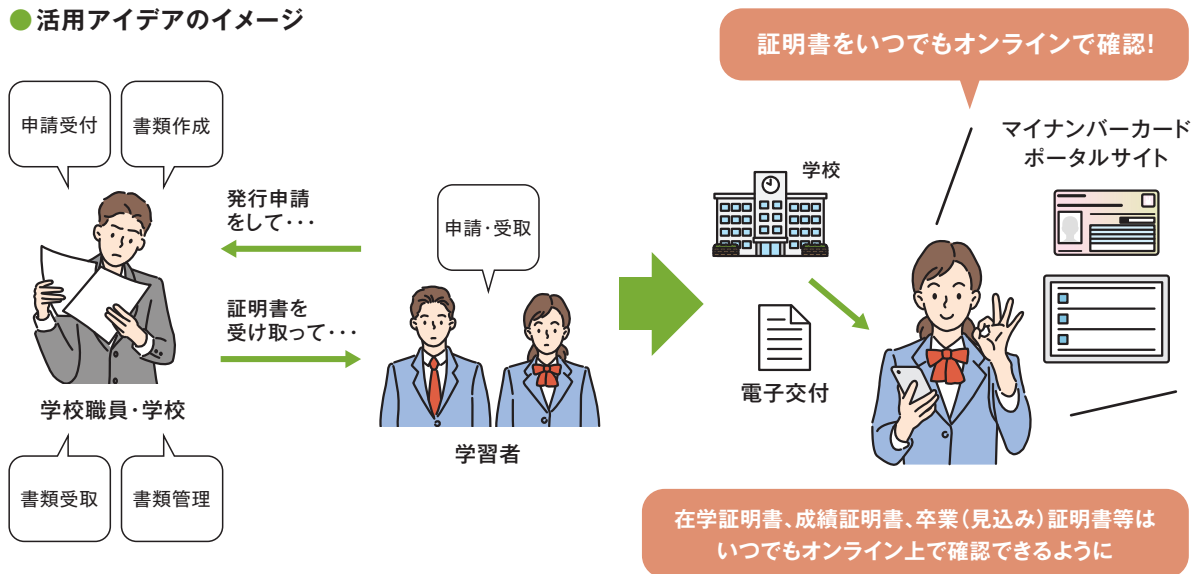 ●活用アイデアのイメージ
証明書をいつでもオンラインで確認!
申請受付
書類作成
発行申請
をして・・・
申請・受取
証明書を
受け取って・・・
学校職員・学校
学習者
書類受取
書類管理
学校
電子交付
マイナンバーカード
ポータルサイト
在学証明書、成績証明書、卒業(見込み)証明書等は
いつでもオンライン上で確認できるように